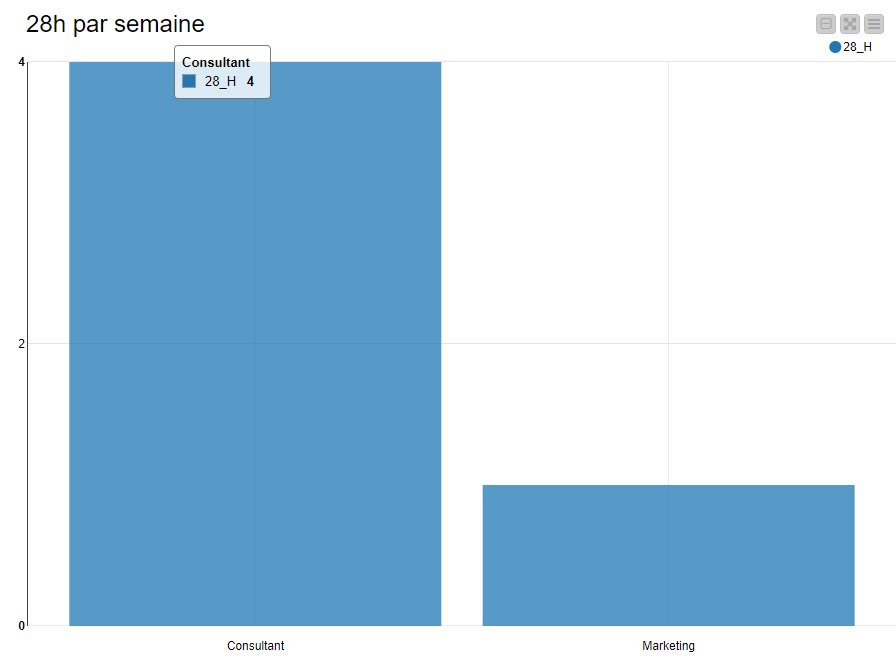 28h par semaine
28_H
Consultant
28_H 4
4
2
0
Consultant
Marketing